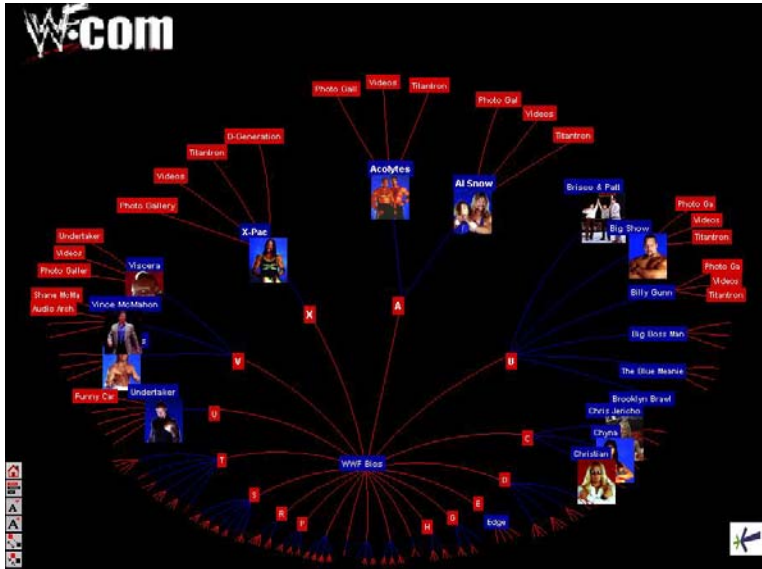 WF.com
Photo Gall
Videos
Titantron
Photo Gal
Videos
Titantron
D-Generation
Titantron
Videos
Photo Gallery
Acolytes
Al Snow
X-Pac
Brisco & Patt
Big Show
Photo Ga
Videos
Titantron
Billy Gunn
Photo Ga
Videos
Titantron
Big Boss Man
The Blue Meanie
Brooklyn Brawl
Undertaker
Videos
Photo Galler
Viscera
Shane McMa
Audio Arch
Vince McMahon
s
Funny Car
Undertaker
X
A
V
U
T
S
R
P
WWF Bios
H
G
E
D
C
Chris Jericho
Chyna
Christian
Edge
A
A